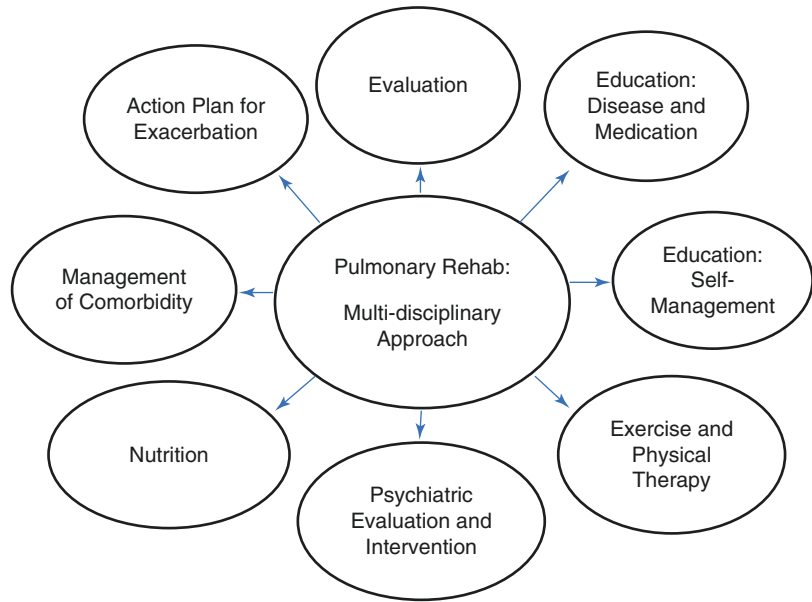 Evaluation
Education:
Disease and
Medication
Education:
Self-
Management
Exercise and
Physical
Therapy
Psychiatric
Evaluation and
Intervention
Nutrition
Management
of Comorbidity
Action Plan for
Exacerbation
Pulmonary Rehab:
Multi-disciplinary
Approach